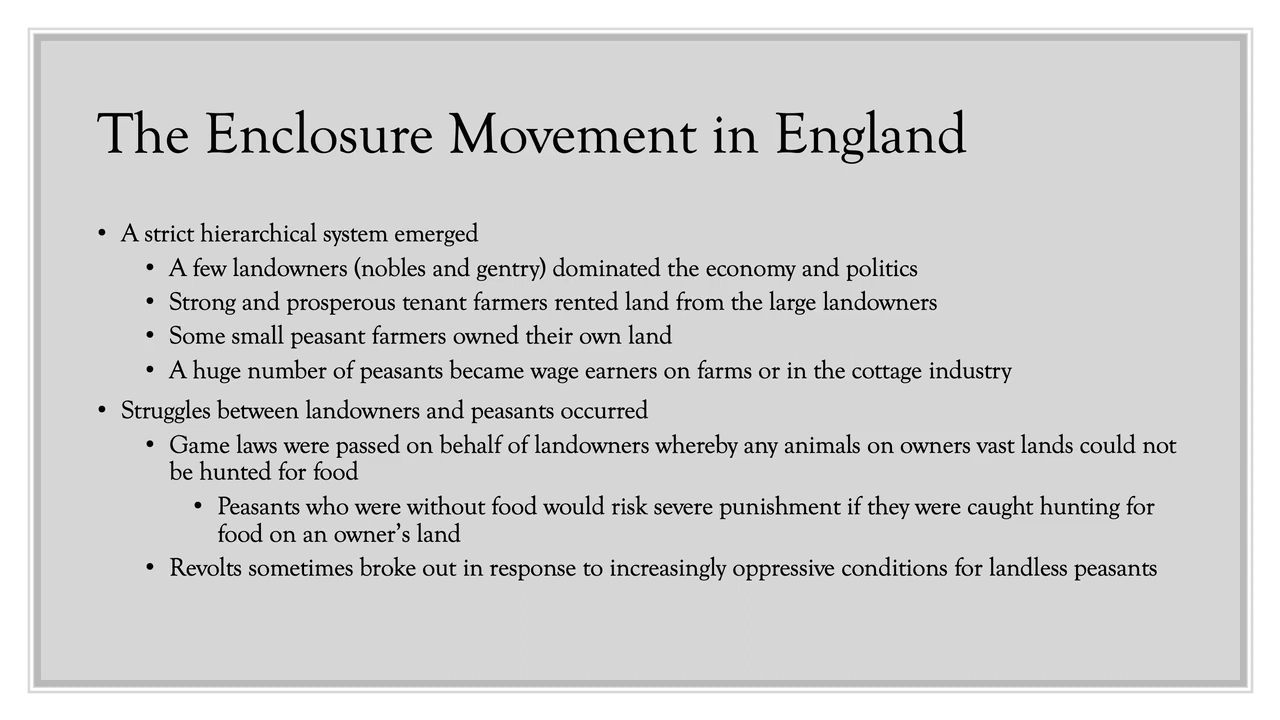 The Enclosure Movement in England
• A strict hierarchical system emerged
• A few landowners (nobles and gentry) dominated the economy and politics
• Strong and prosperous tenant farmers rented land from the large landowners
• Some small peasant farmers owned their own land
• A huge number of peasants became wage earners on farms or in the cottage industry
• Struggles between landowners and peasants occurred
• Game laws were passed on behalf of landowners whereby any animals on owners vast lands could not
be hunted for food
• Peasants who were without food would risk severe punishment if they were caught hunting for
food on an owner’s land
• Revolts sometimes broke out in response to increasingly oppressive conditions for landless peasants